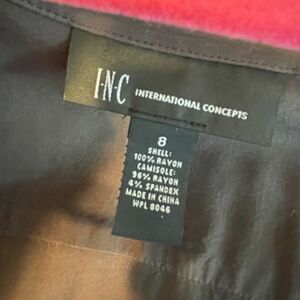 I·N·C INTERNATIONAL CONCEPTS
8
SHELL:
100% RAYON
CAMISOLE:
96% RAYON
4% SPANDEX
MADE IN CHINA
WPL 8046